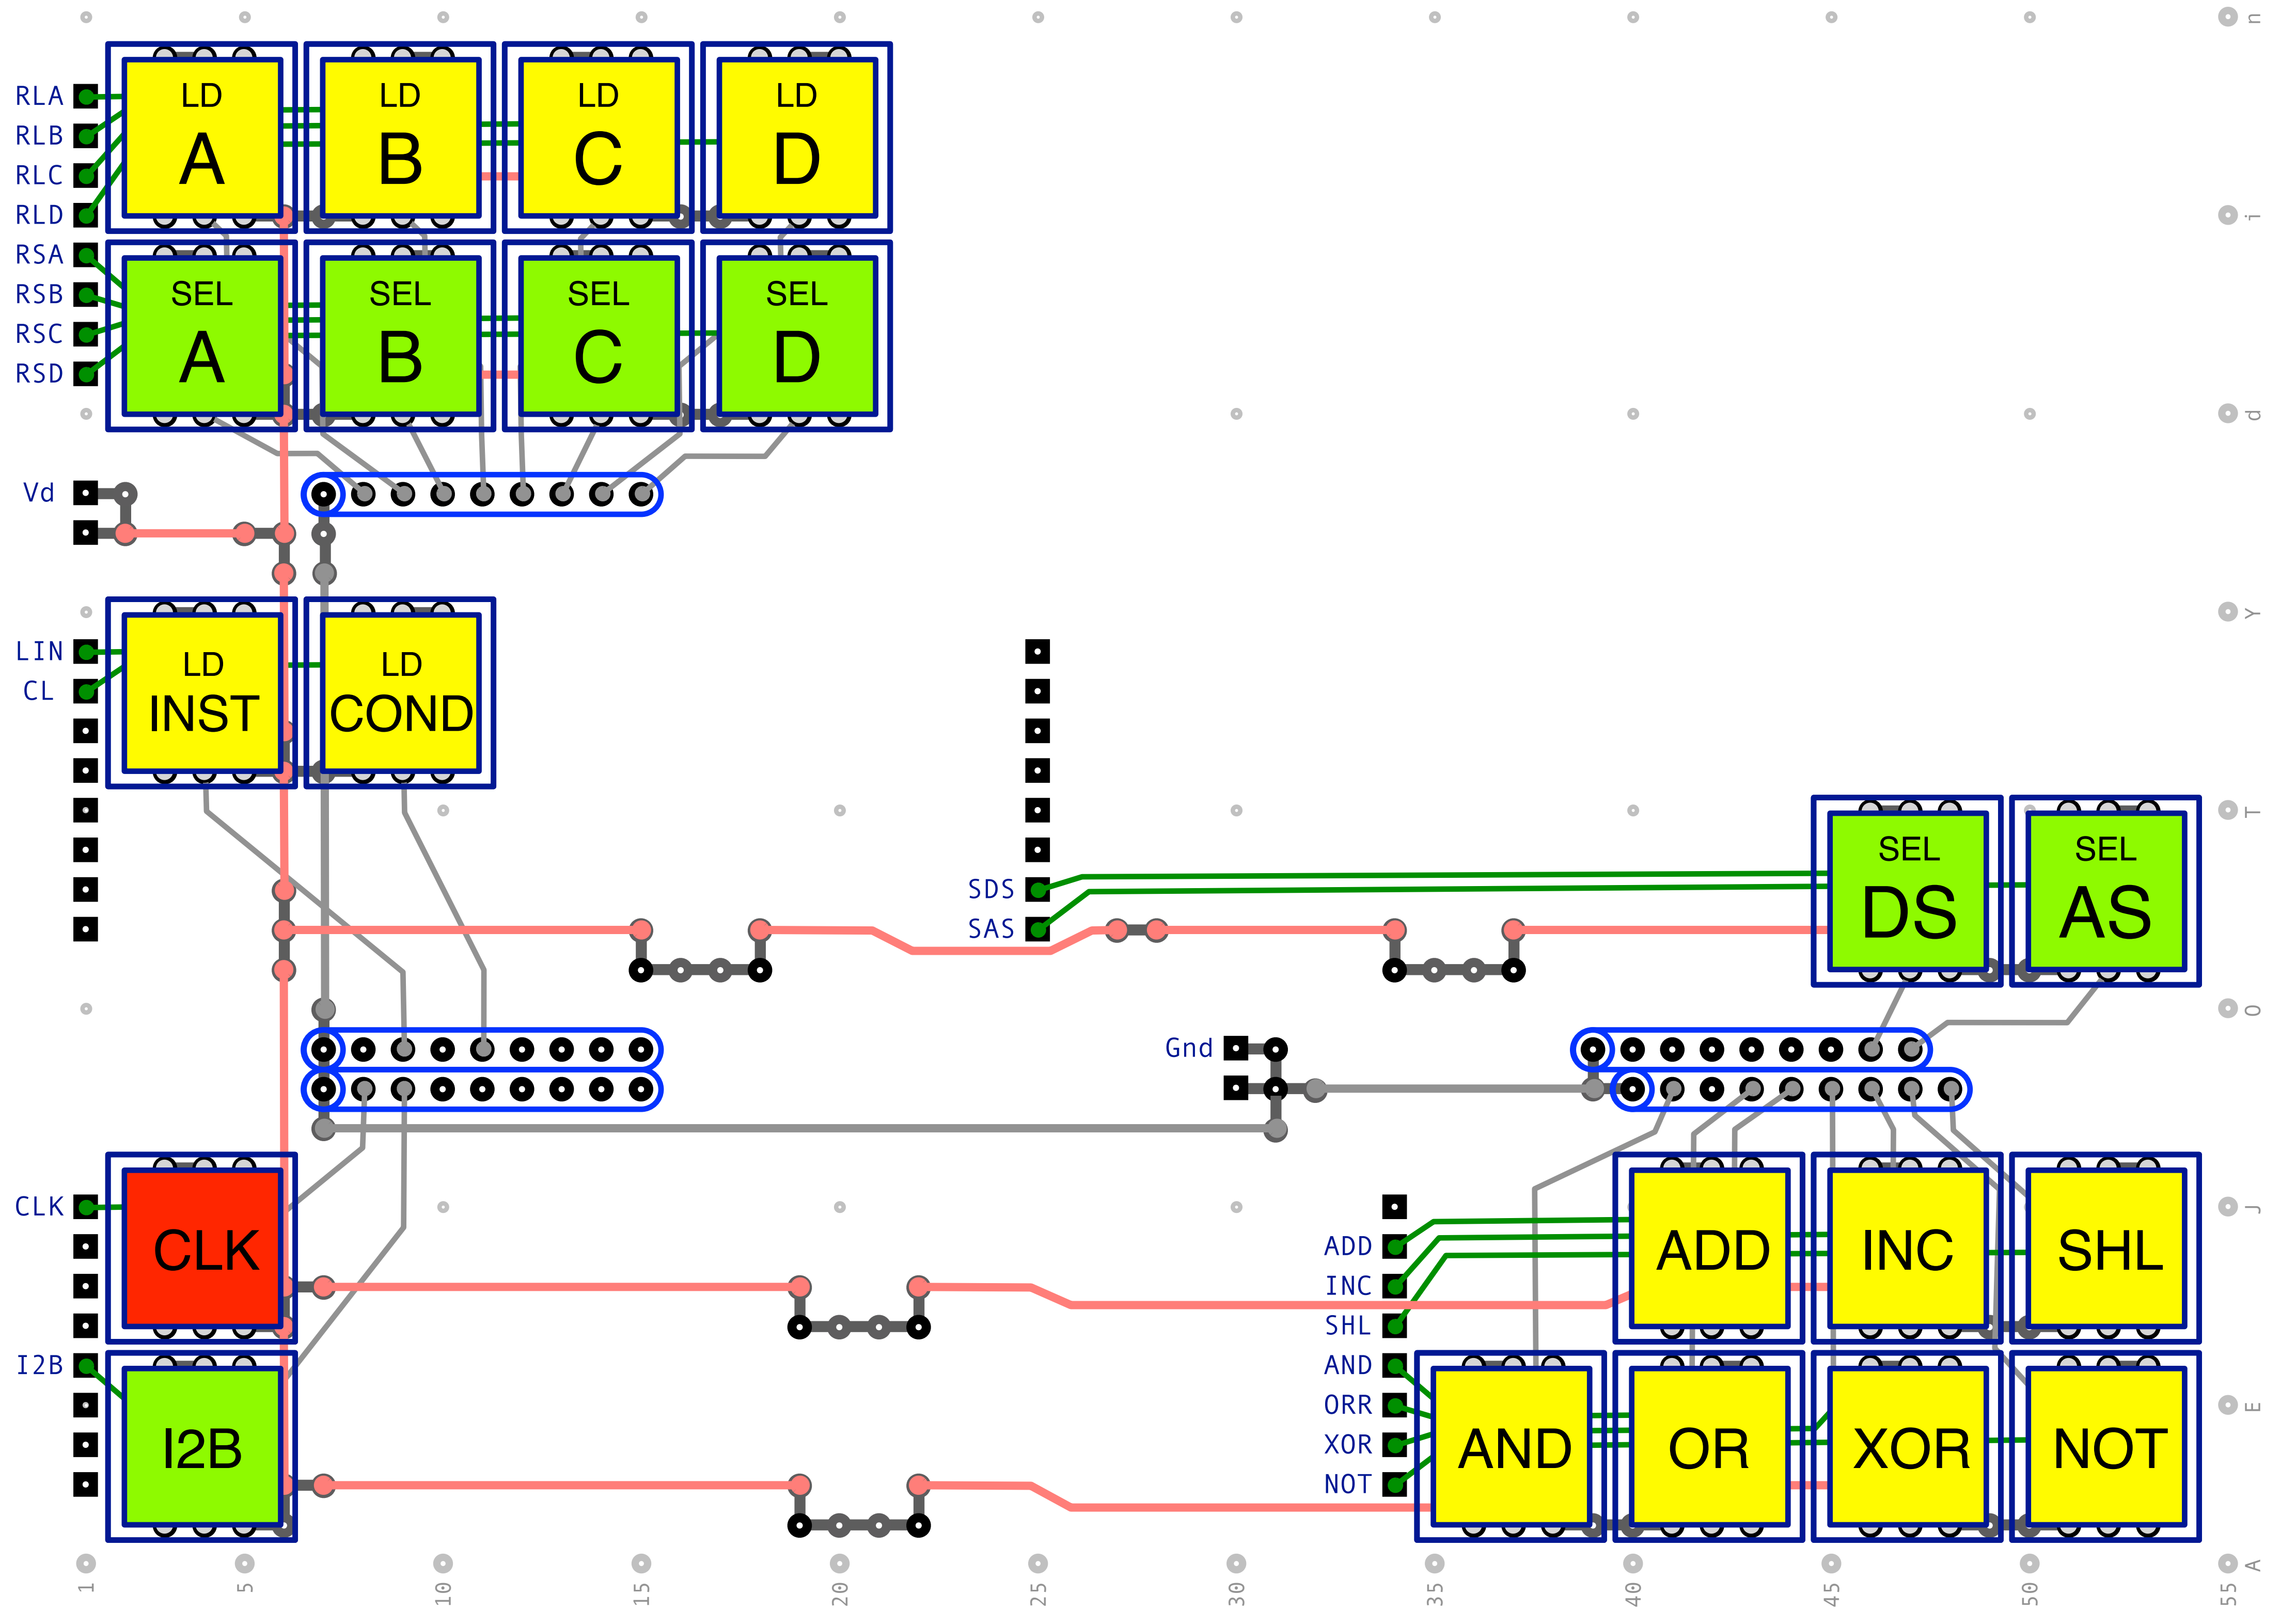 n
RLA
RLB
RLC
RLD
LD
A
LD
B
LD
C
LD
D
i
RSA
RSB
RSC
RSD
SEL
A
SEL
B
SEL
C
SEL
D
d
Vd
Y
LIN
CL
LD
INST
LD
COND
T
SDS
SAS
SEL
DS
SEL
AS
O
Gnd
CLK
CLK
J
ADD
INC
SHL
ADD
INC
SHL
I2B
I2B
AND
ORR
XOR
NOT
AND
OR
XOR
NOT
E
A
1 5 10 15 20 25 30 35 40 45 50 55